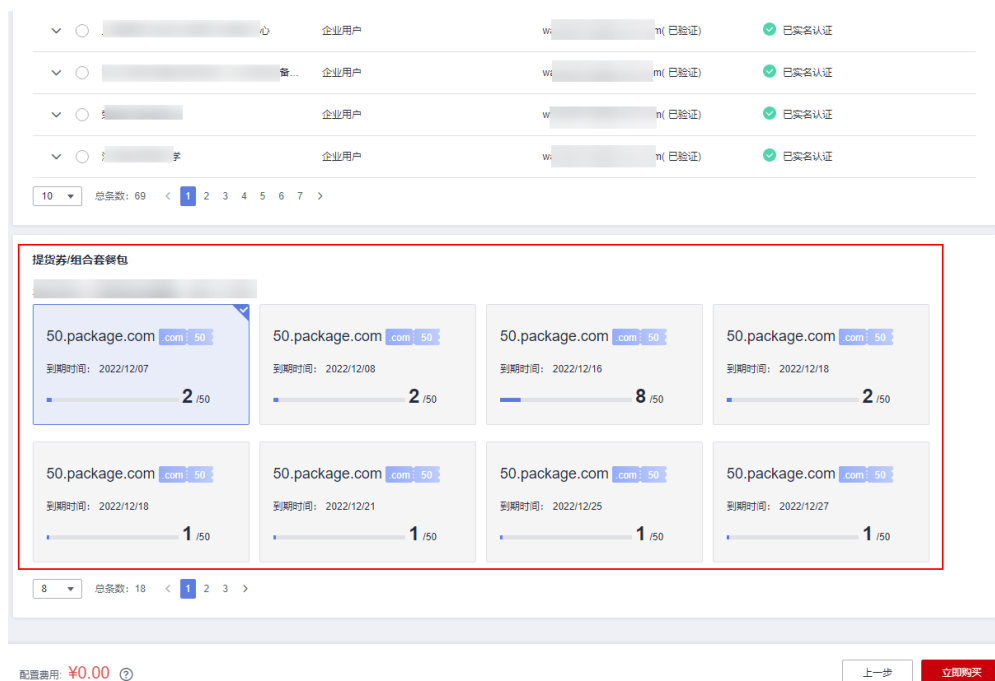 心 企业用户 wa m( 已验证) 已实名认证
备... 企业用户 wa m( 已验证) 已实名认证
企业用户 w n( 已验证) 已实名认证
学 企业用户 wa n( 已验证) 已实名认证
10 总条数: 69 < 1 2 3 4 5 6 7 >
提货券/组合套餐包
50.package.com .com 50 50.package.com .com 50 50.package.com .com 50 50.package.com .com 50
到期时间: 2022/12/07 到期时间: 2022/12/08 到期时间: 2022/12/16 到期时间: 2022/12/18
2 /50 2 /50 8 /50 2 /50
50.package.com .com 50 50.package.com .com 50 50.package.com .com 50 50.package.com .com 50
到期时间: 2022/12/18 到期时间: 2022/12/21 到期时间: 2022/12/25 到期时间: 2022/12/27
1 /50 1 /50 1 /50 1 /50
8 总条数: 18 < 1 2 3 >
配置费用: ¥0.00 ? 上一步 立即购买